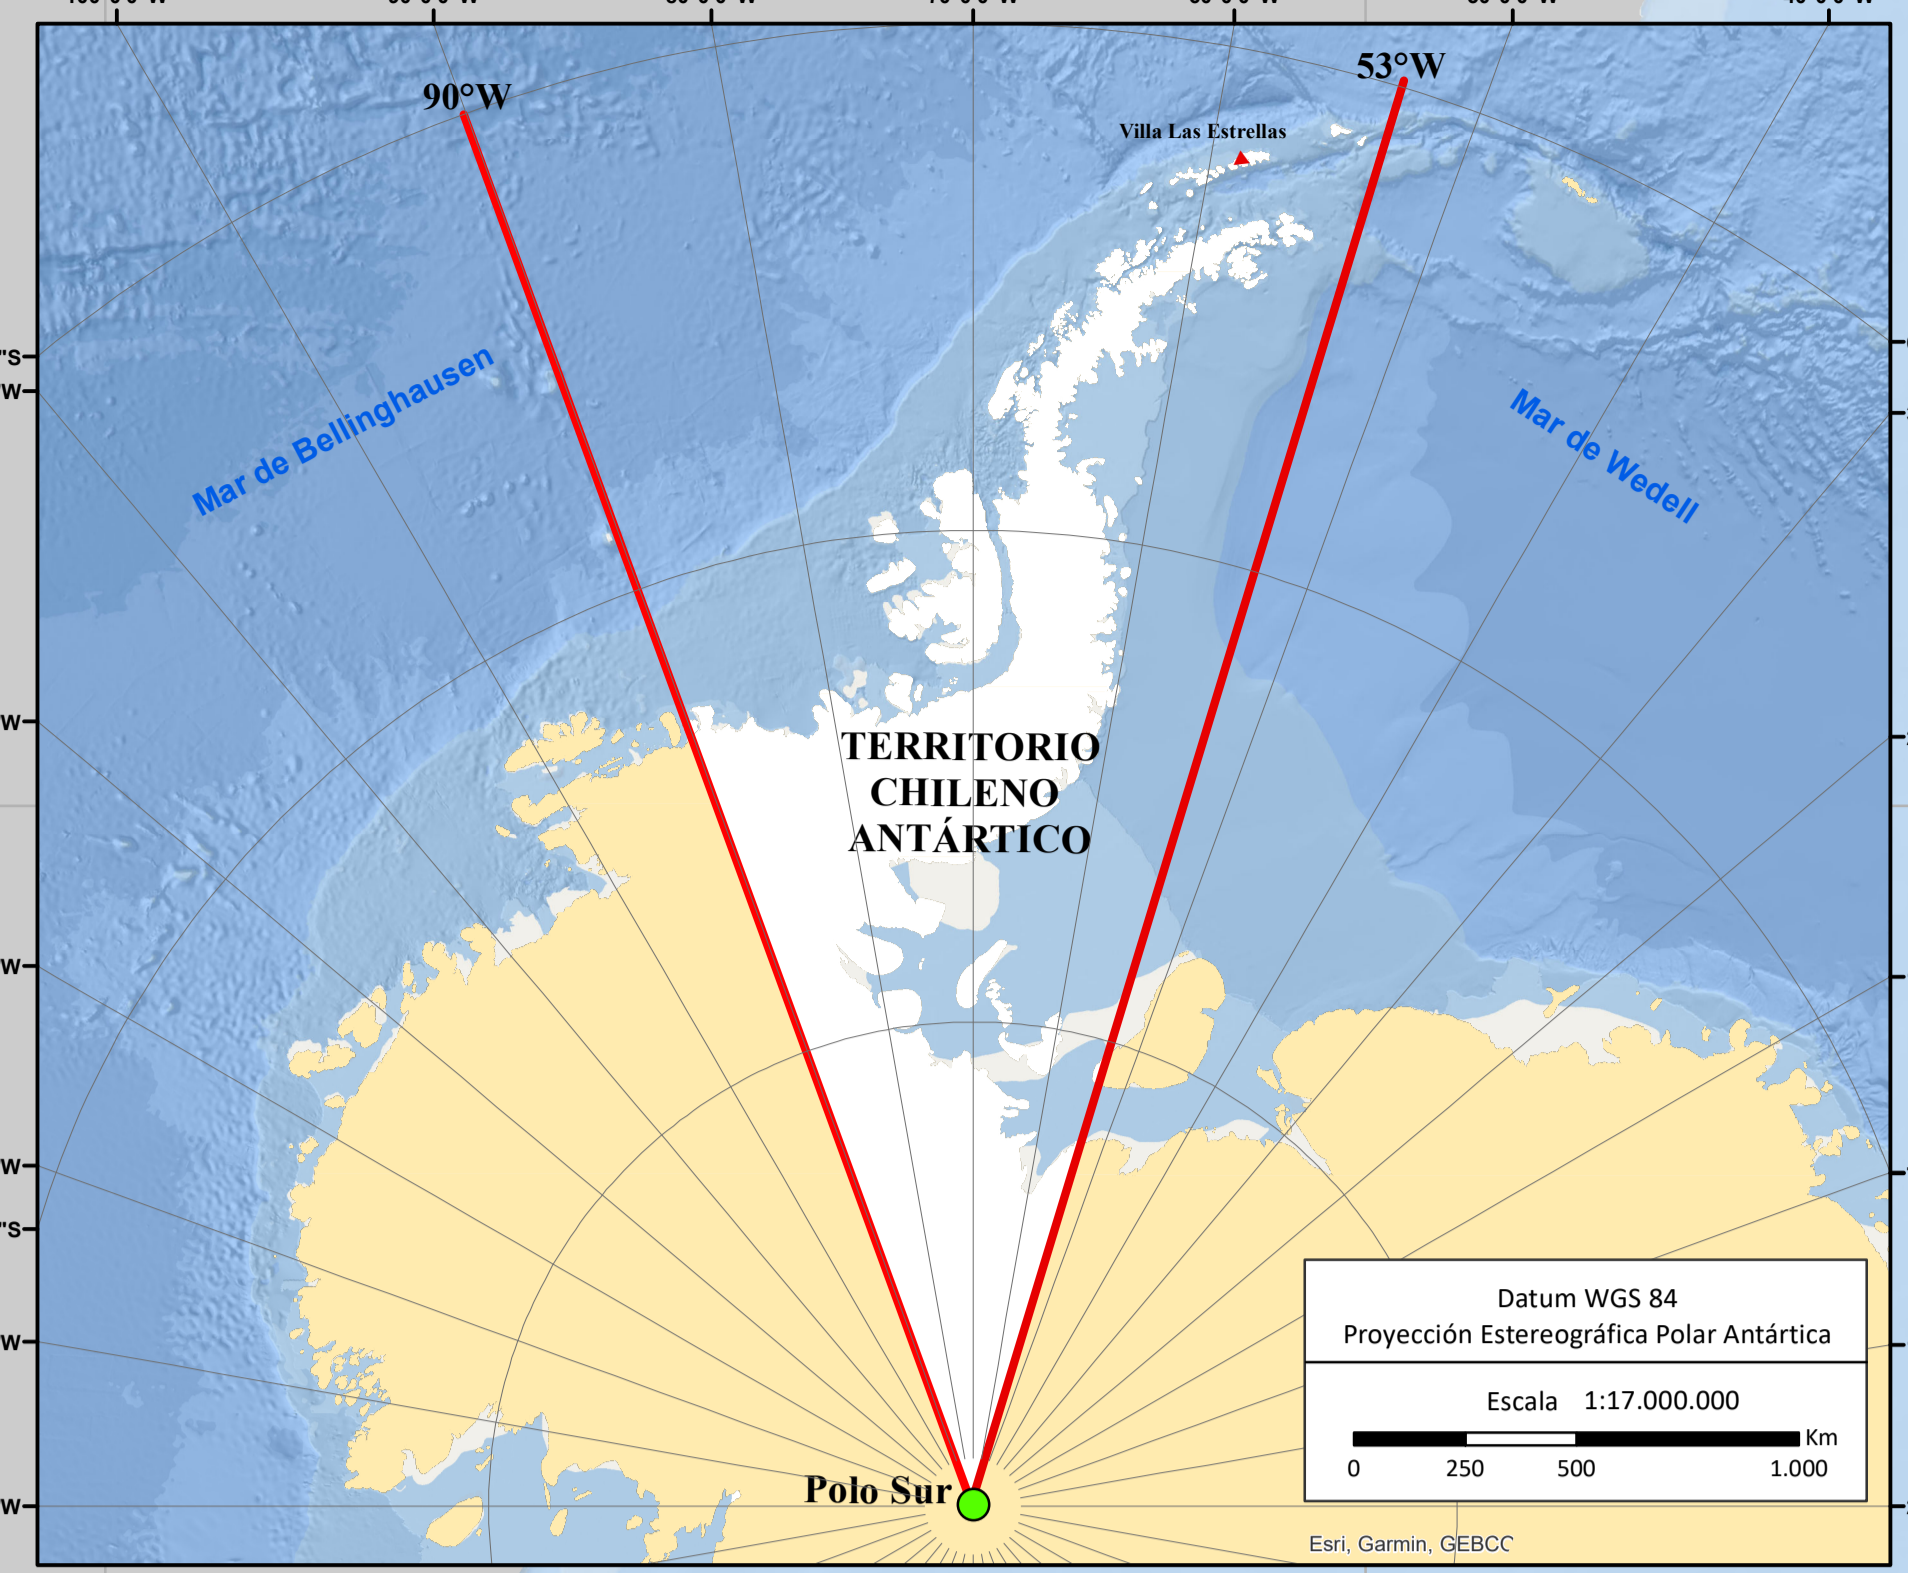 90°W
53°W
Villa Las Estrellas
Mar de Bellinghausen
Mar de Wedell
TERRITORIO
CHILENO
ANTÁRTICO
Polo Sur
Datum WGS 84
Proyección Estereográfica Polar Antártica
Escala 1:17.000.000
Km
0 250 500 1.000
Esri, Garmin, GEBCC